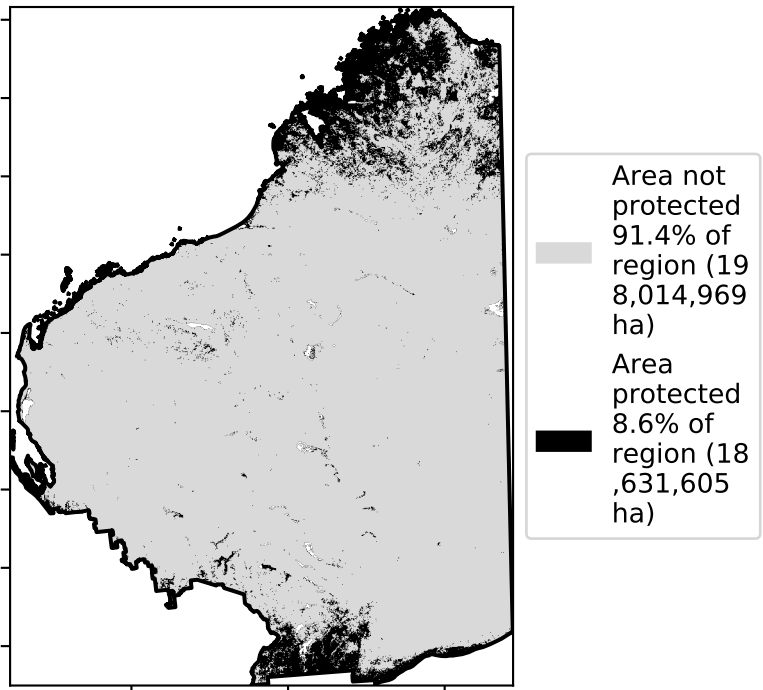 Area not
protected
91.4% of
region (19
8,014,969
ha)
Area
protected
8.6% of
region (18
,631,605
ha)